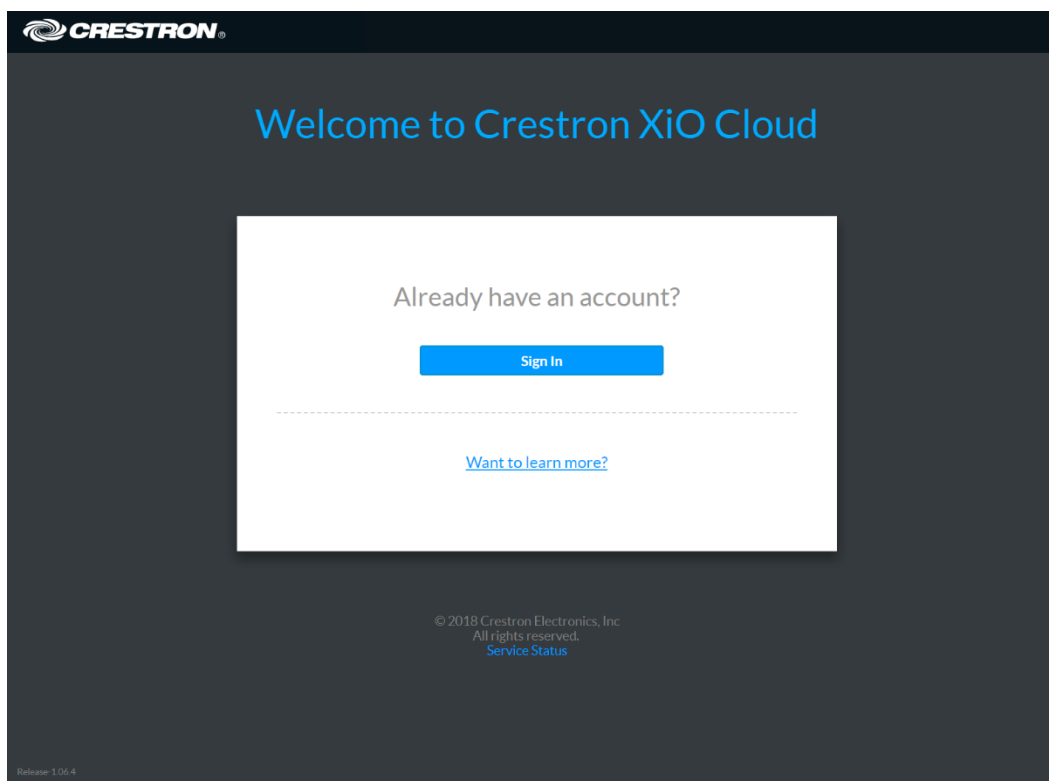 CRESTRON®
Welcome to Crestron XiO Cloud
Already have an account?
Sign In
Want to learn more?
© 2018 Crestron Electronics, Inc
All rights reserved.
Service Status
Release-1.06.4